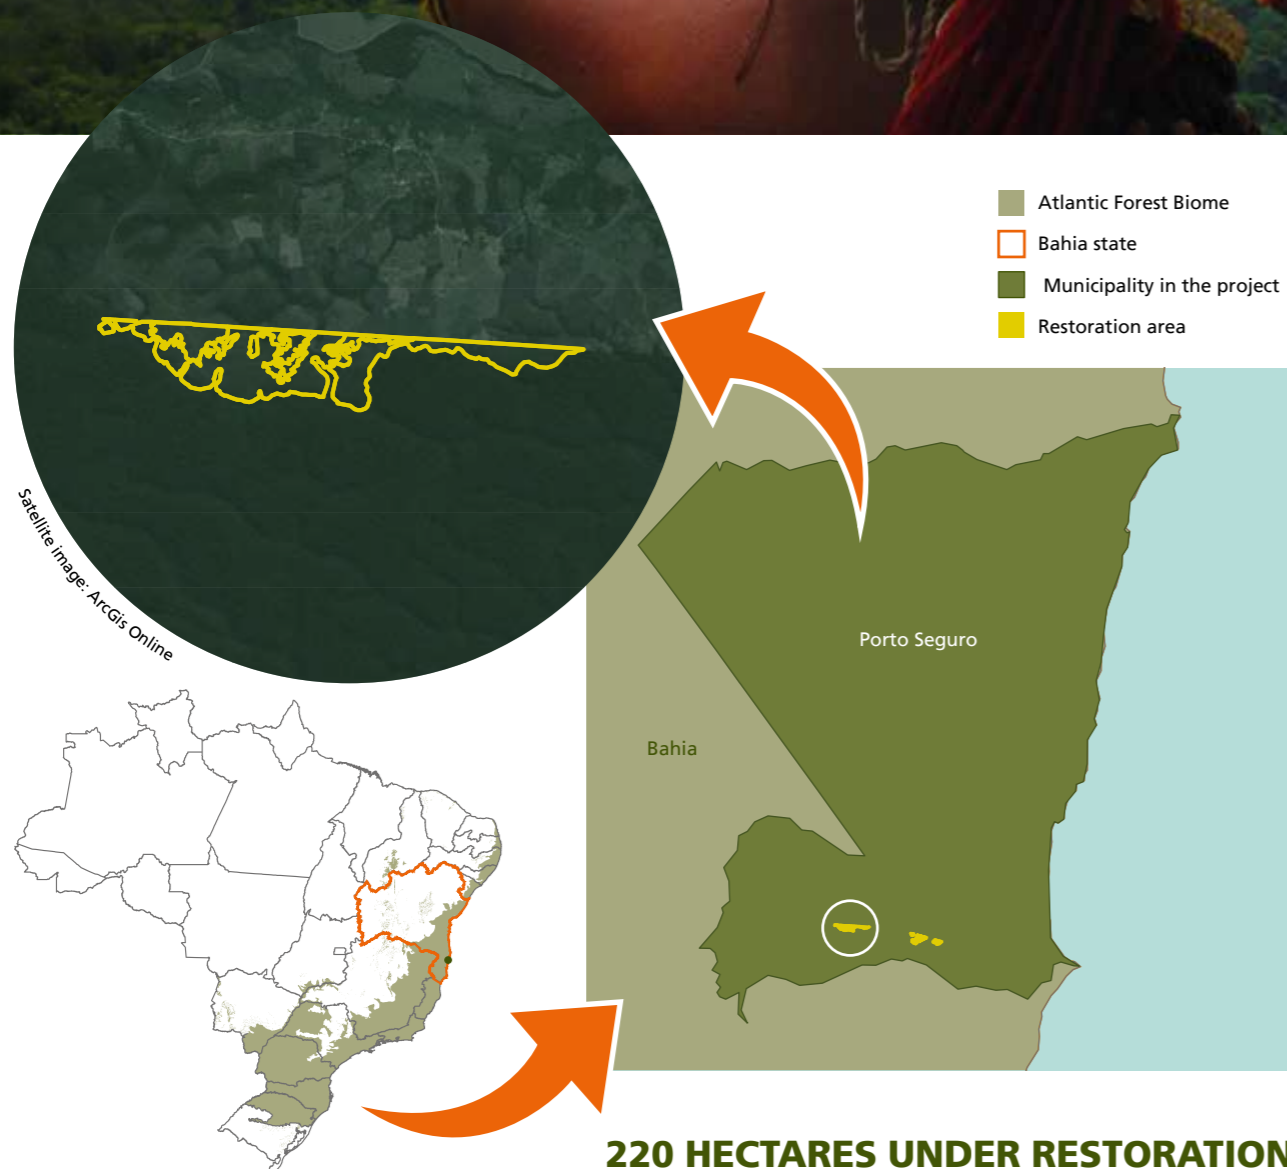 Atlantic Forest Biome
Bahia state
Municipality in the project
Restoration area
Satellite image: ArcGis Online
Porto Seguro
Bahia
220 HECTARES UNDER RESTORATION